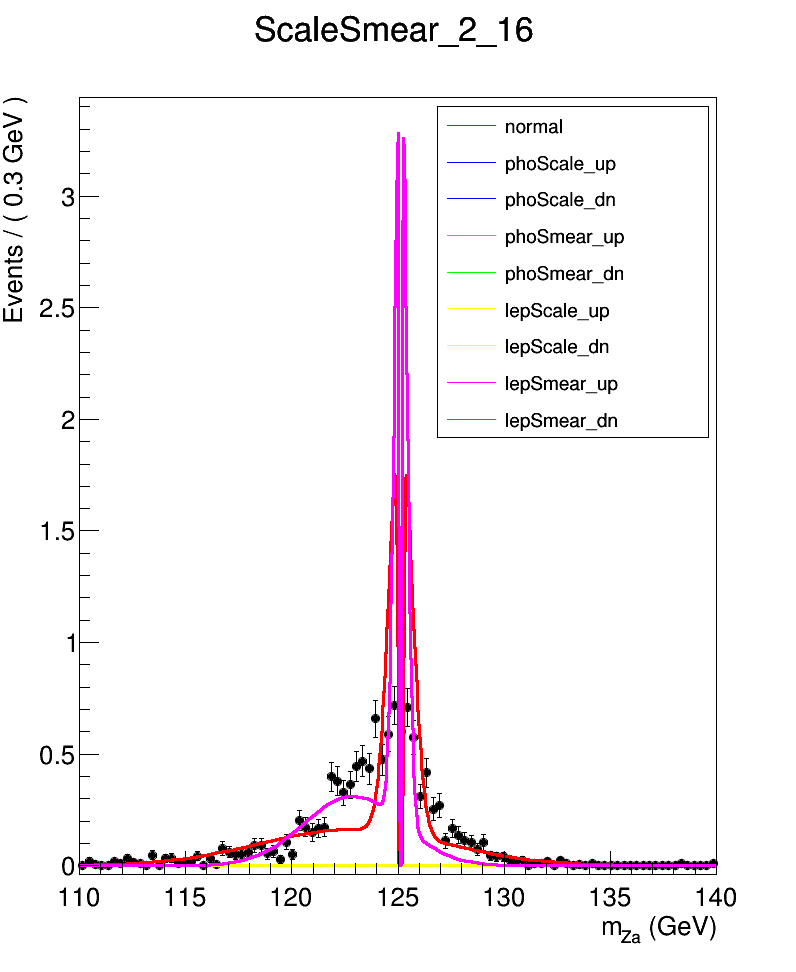 ScaleSmear_2_16
Events / ( 0.3 GeV )
normal
phoScale_up
phoScale_dn
phoSmear_up
phoSmear_dn
lepScale_up
lepScale_dn
lepSmear_up
lepSmear_dn
3
2.5
2
1.5
1
0.5
0
110 115 120 125 130 135 140
m_Za (GeV)